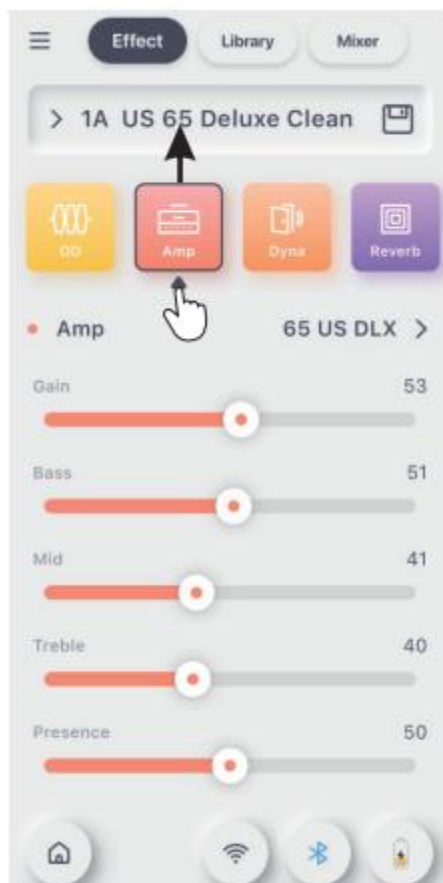 Effect Library Mixer
1A US 65 Deluxe Clean
OD Amp Dyna Reverb
Amp 65 US DLX
Gain 53
Bass 51
Mid 41
Treble 40
Presence 50